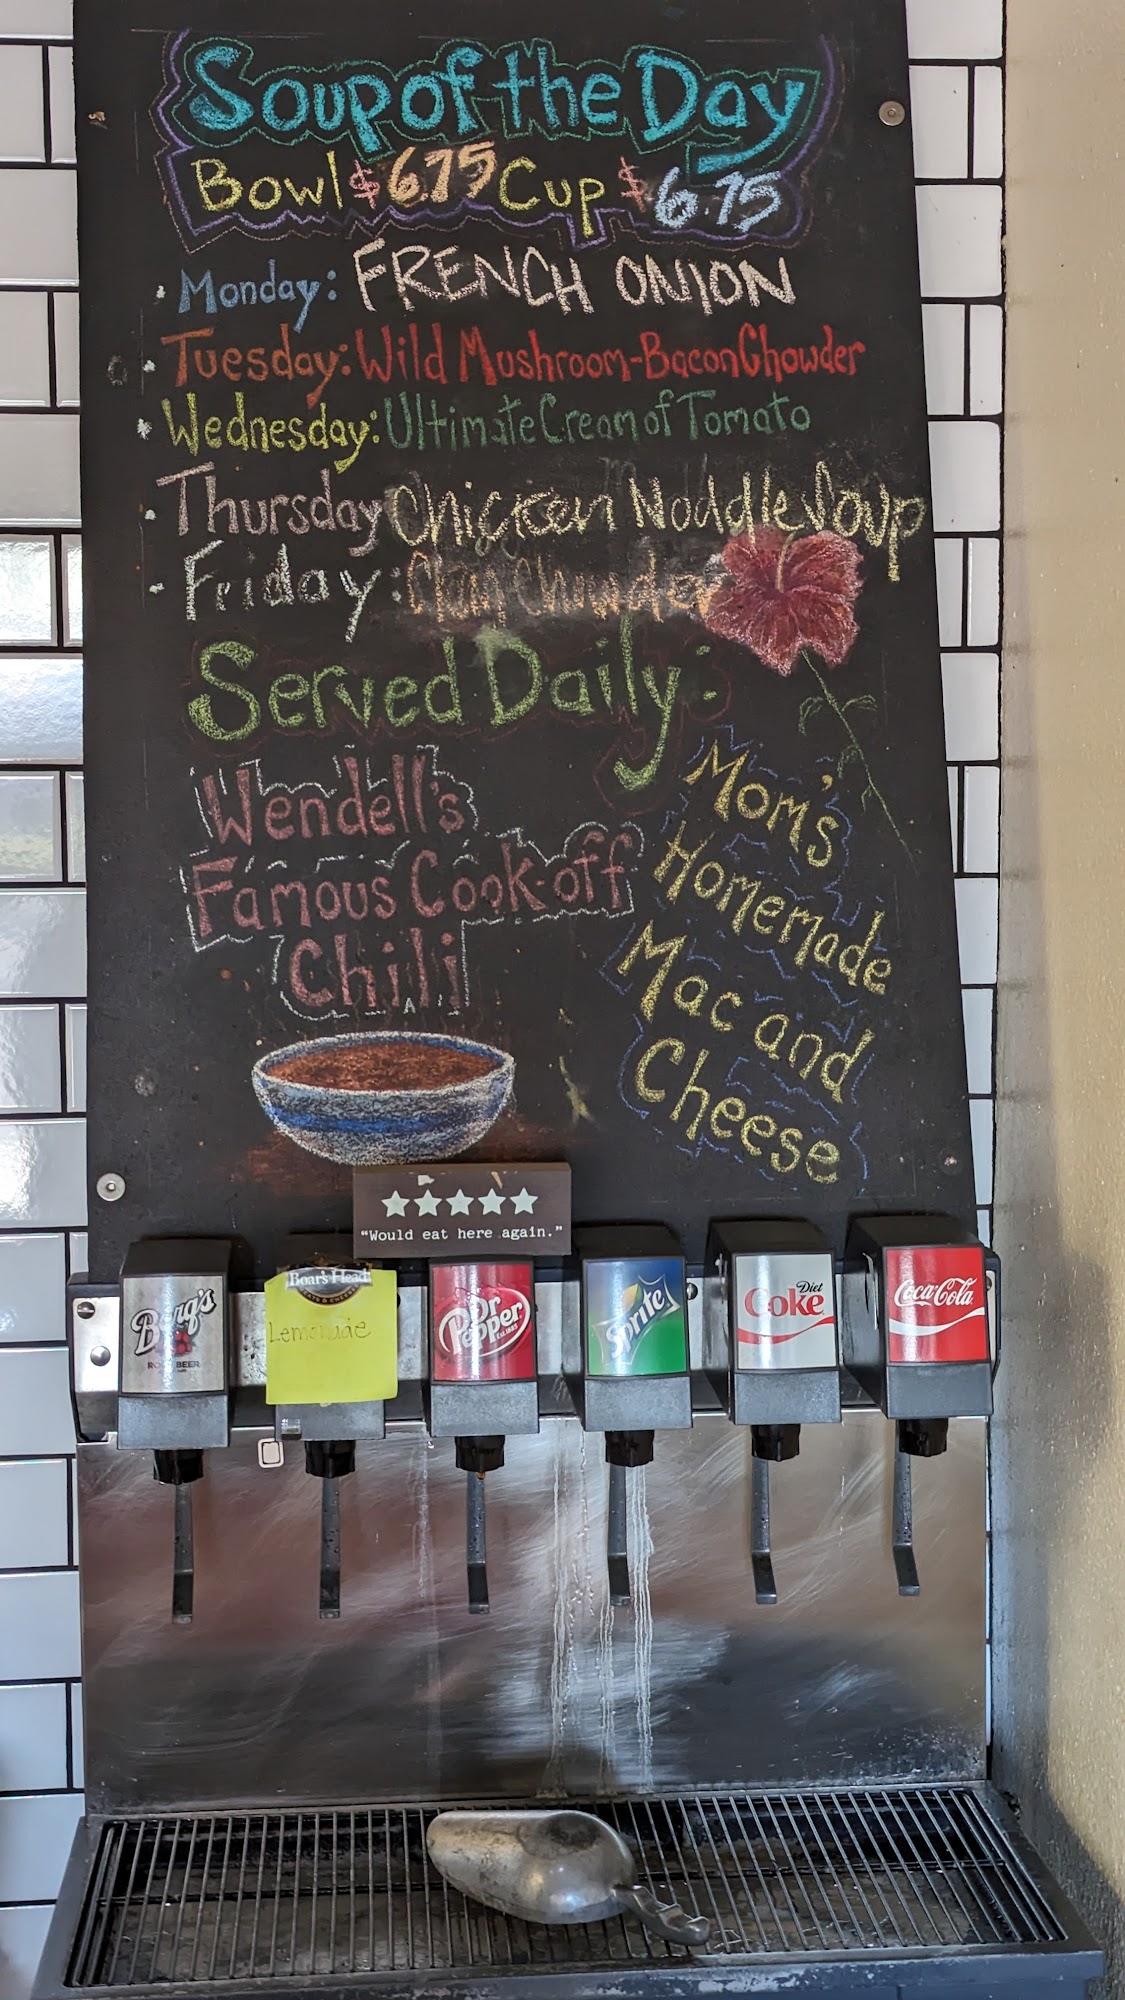 Soup of the Day
Bowl $6.75 Cup $6.75
Monday: FRENCH ONION
Tuesday: Wild Mushroom-Bacon Chowder
Wednesday: Ultimate Cream of Tomato
Thursday Chicken Noddle Soup
Friday: Clam Chowder
Served Daily:
Wendell's
Famous Cook-off
Chili
Mom's
Homemade
Mac and
Cheese
"Would eat here again."
Barq's
ROOT BEER
Boar's Head
Lemonade
Dr
Pepper
Sprite
Diet
Coke
Coca-Cola